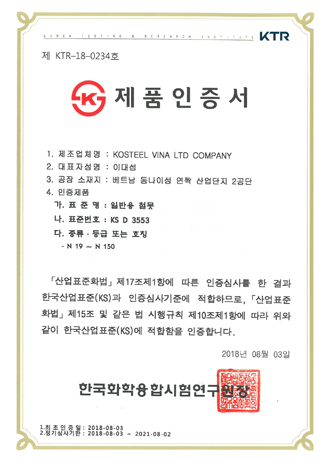 KOREA TESTING & RESEARCH Institute KTR
제 KTR-18-0234호
제품인증서
1. 제조업체명 : KOSTEEL VINA LTD COMPANY
2. 대표자성명 : 이대섭
3. 공장 소재지 : 베트남 동나이성 연짝 산업단지 2공단
4. 인증제품
가. 표 준 명 : 일반용 철못
나. 표준번호 : KS D 3553
다. 종류·등급 또는 호칭
- N 19 ~ N 150
「산업표준화법」제17조제1항에 따른 인증심사를 한 결과
한국산업표준(KS)과 인증심사기준에 적합하므로,「산업표준
화법」제15조 및 같은 법 시행규칙 제10조제1항에 따라 위와
같이 한국산업표준(KS)에 적합함을 인증합니다.
2018년 08월 03일
한국화학융합시험연구원장
1.최초인증일 : 2018-08-03
2.정기심사기한 : 2018-08-03 ~ 2021-08-02